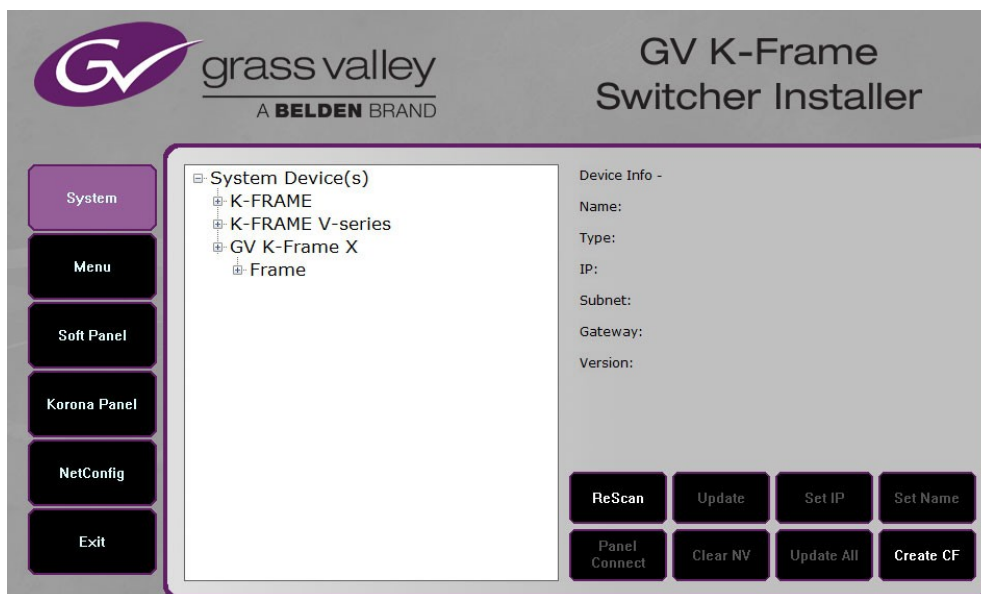 GV
grass valley
A BELDEN BRAND
GV K-Frame
Switcher Installer
System
Menu
Soft Panel
Korona Panel
NetConfig
Exit
System Device(s)
K-FRAME
K-FRAME V-series
GV K-Frame X
Frame
Device Info -
Name:
Type:
IP:
Subnet:
Gateway:
Version:
ReScan
Update
Set IP
Set Name
Panel
Connect
Clear NV
Update All
Create CF